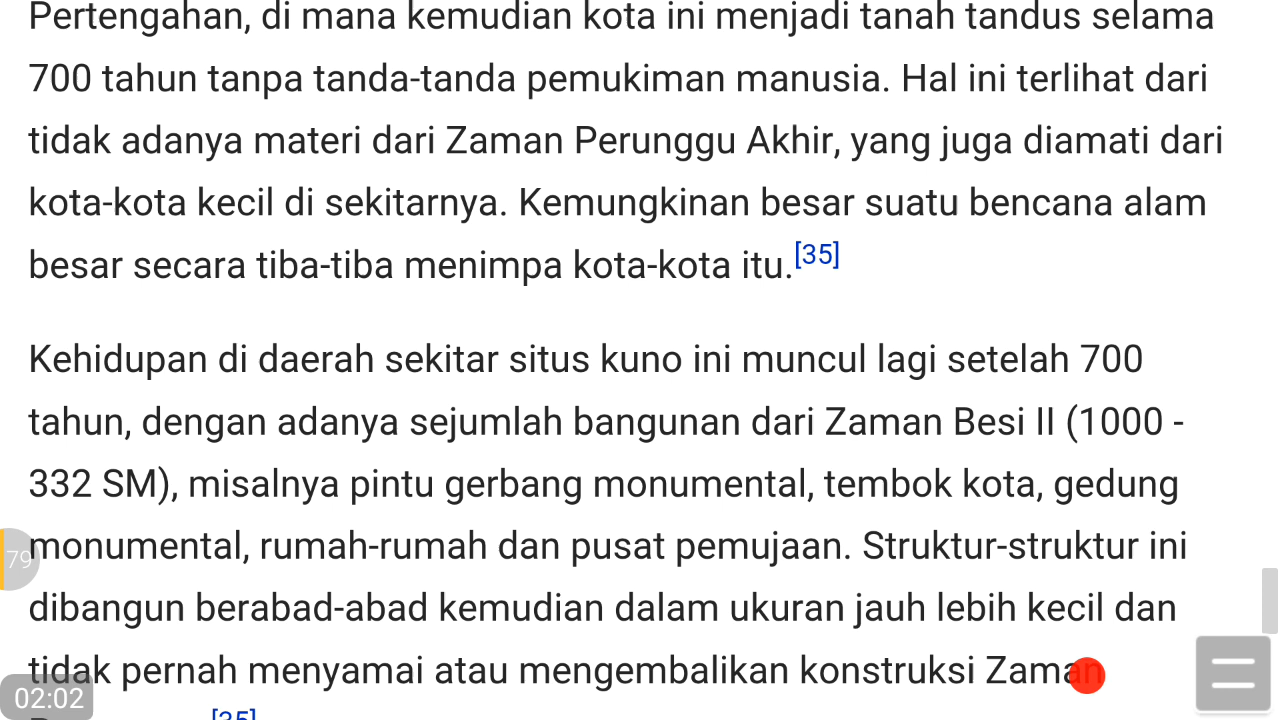 Pertengahan, di mana kemudian kota ini menjadi tanah tandus selama
700 tahun tanpa tanda-tanda pemukiman manusia. Hal ini terlihat dari
tidak adanya materi dari Zaman Perunggu Akhir, yang juga diamati dari
kota-kota kecil di sekitarnya. Kemungkinan besar suatu bencana alam
besar secara tiba-tiba menimpa kota-kota itu.[35]
Kehidupan di daerah sekitar situs kuno ini muncul lagi setelah 700
tahun, dengan adanya sejumlah bangunan dari Zaman Besi II (1000 -
332 SM), misalnya pintu gerbang monumental, tembok kota, gedung
79
monumental, rumah-rumah dan pusat pemujaan. Struktur-struktur ini
dibangun berabad-abad kemudian dalam ukuran jauh lebih kecil dan
tidak pernah menyamai atau mengembalikan konstruksi Zaman
02:02
[35]